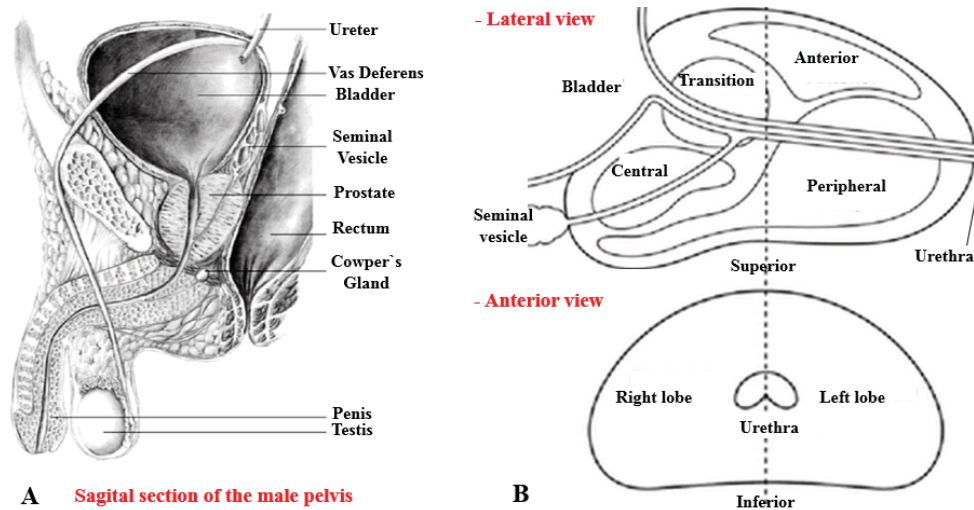 Ureter
Vas Deferens
Bladder
Seminal
Vesicle
Prostate
Rectum
Cowper`s
Gland
Penis
Testis
A
Sagital section of the male pelvis
- Lateral view
Anterior
Transition
Bladder
Central
Peripheral
Seminal
vesicle
Urethra
Superior
- Anterior view
Right lobe
Left lobe
Urethra
B
Inferior